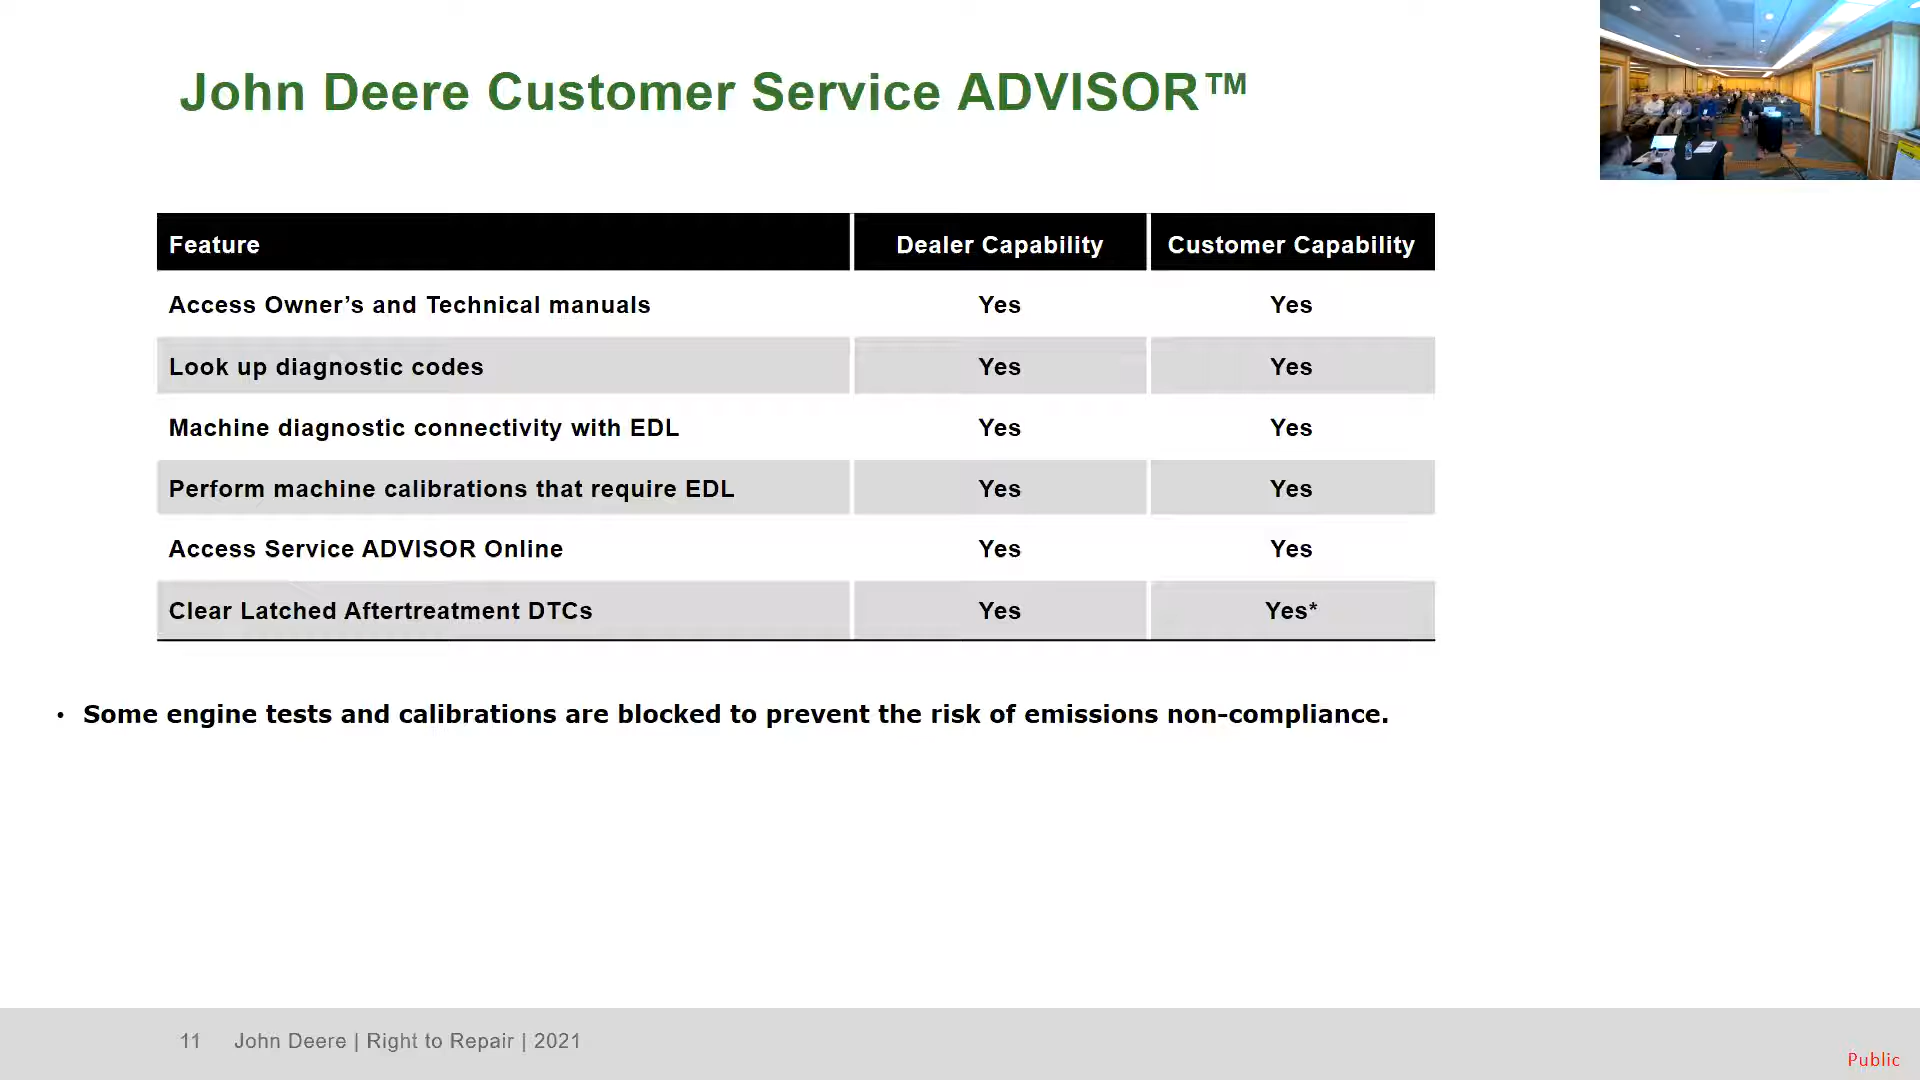 John Deere Customer Service ADVISOR™
Feature Dealer Capability Customer Capability
Access Owner’s and Technical manuals Yes Yes
Look up diagnostic codes Yes Yes
Machine diagnostic connectivity with EDL Yes Yes
Perform machine calibrations that require EDL Yes Yes
Access Service ADVISOR Online Yes Yes
Clear Latched Aftertreatment DTCs Yes Yes*
• Some engine tests and calibrations are blocked to prevent the risk of emissions non-compliance.
11 John Deere | Right to Repair | 2021
Public